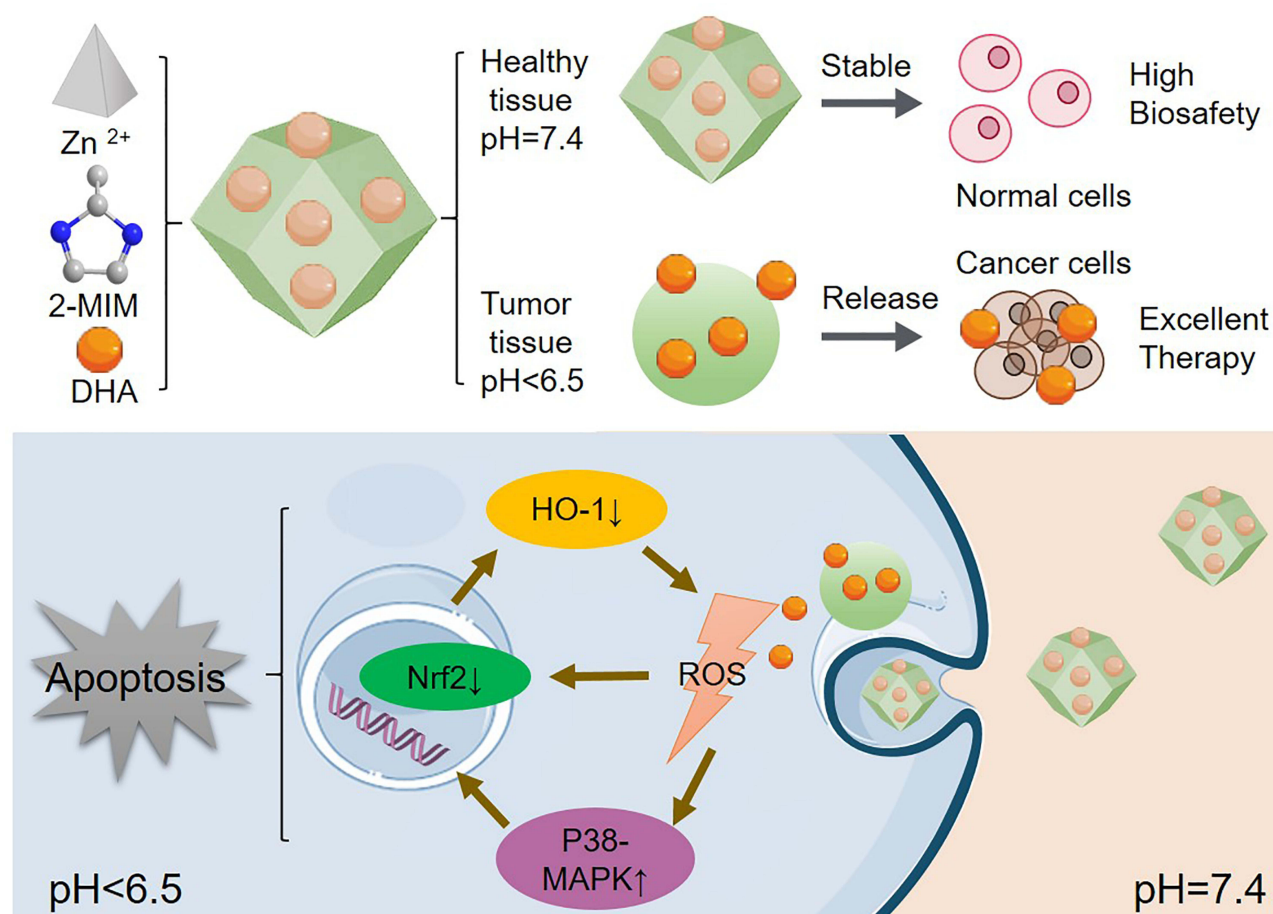 Zn 2+
2-MIM
DHA
Healthy
tissue
pH=7.4
Stable
High
Biosafety
Normal cells
Tumor
tissue
pH<6.5
Release
Cancer cells
Excellent
Therapy
HO-1↓
Apoptosis
Nrf2↓
ROS
P38-
MAPK↑
pH<6.5
pH=7.4